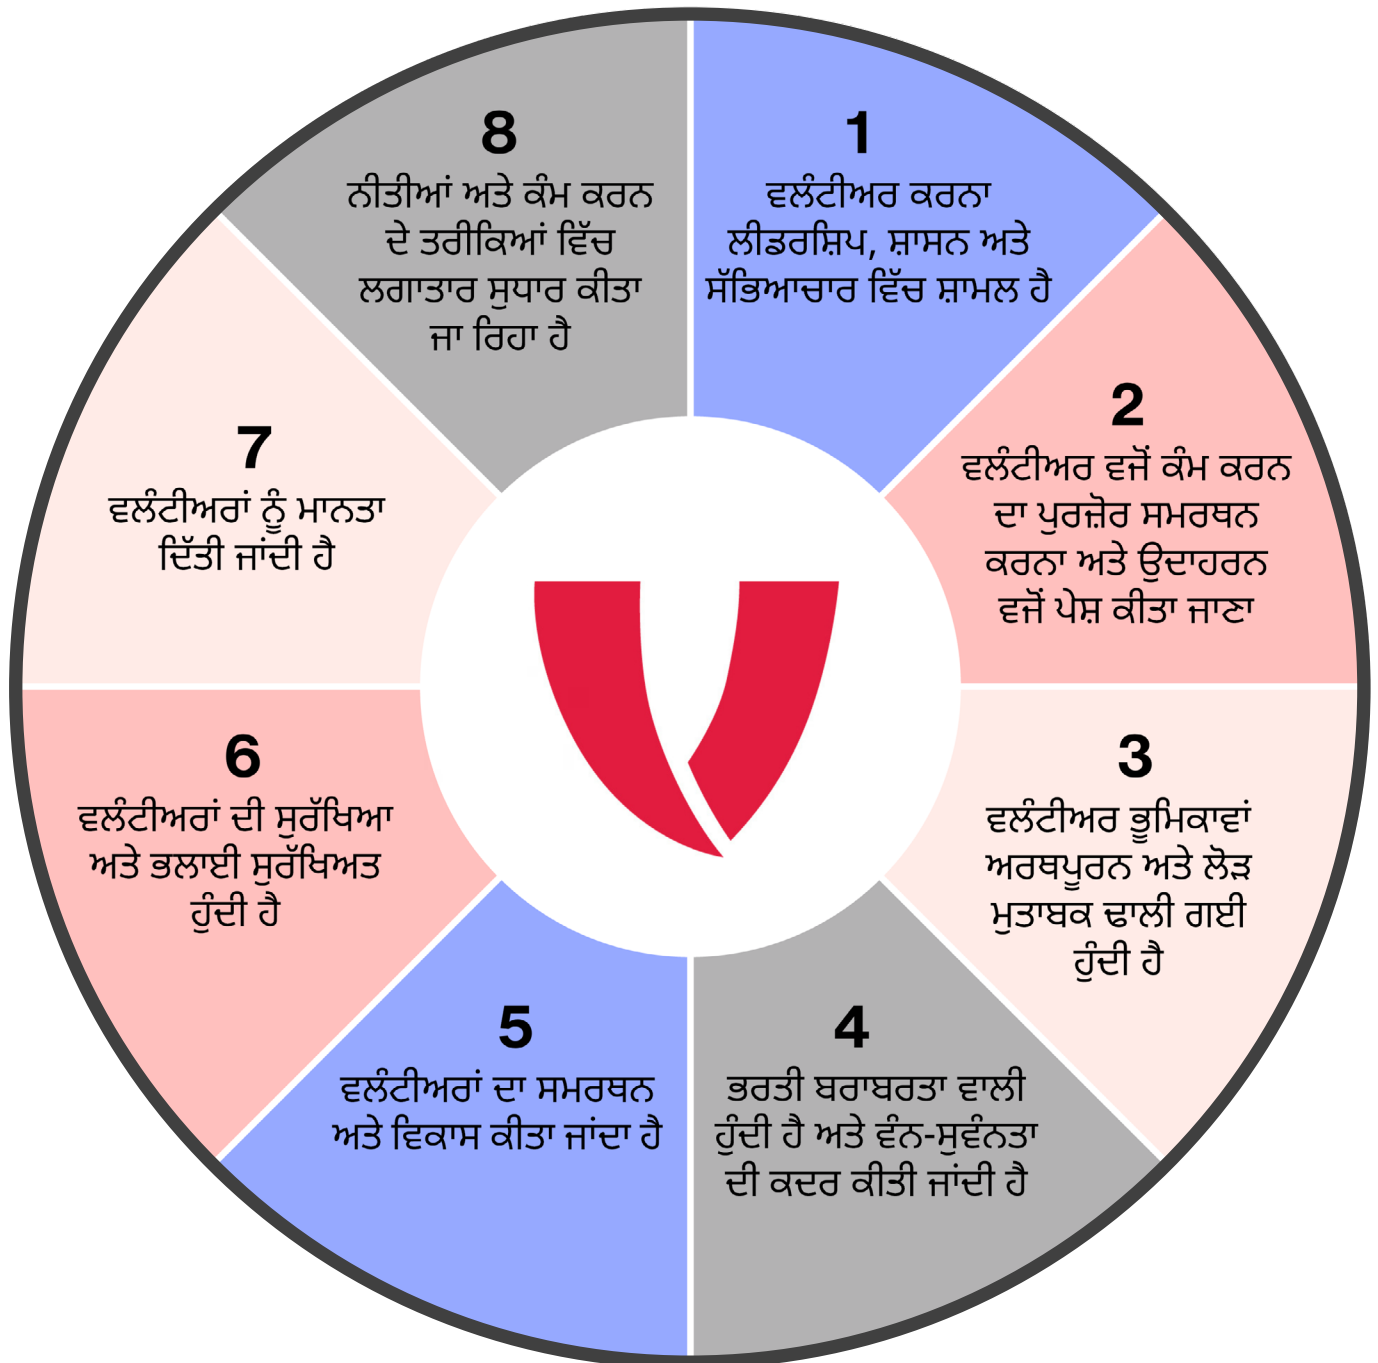 1
ਵਲੰਟੀਅਰ ਕਰਨਾ
ਲੀਡਰਸ਼ਿਪ, ਸ਼ਾਸਨ ਅਤੇ
ਸੱਭਿਆਚਾਰ ਵਿੱਚ ਸ਼ਾਮਲ ਹੈ
2
ਵਲੰਟੀਅਰ ਵਜੋਂ ਕੰਮ ਕਰਨ
ਦਾ ਪੁਰਜ਼ੋਰ ਸਮਰਥਨ
ਕਰਨਾ ਅਤੇ ਉਦਾਹਰਨ
ਵਜੋਂ ਪੇਸ਼ ਕੀਤਾ ਜਾਣਾ
3
ਵਲੰਟੀਅਰ ਭੂਮਿਕਾਵਾਂ
ਅਰਥਪੂਰਨ ਅਤੇ ਲੋੜ
ਮੁਤਾਬਕ ਢਾਲੀ ਗਈ
ਹੁੰਦੀ ਹੈ
4
ਭਰਤੀ ਬਰਾਬਰਤਾ ਵਾਲੀ
ਹੁੰਦੀ ਹੈ ਅਤੇ ਵੰਨ-ਸੁਵੰਨਤਾ
ਦੀ ਕਦਰ ਕੀਤੀ ਜਾਂਦੀ ਹੈ
5
ਵਲੰਟੀਅਰਾਂ ਦਾ ਸਮਰਥਨ
ਅਤੇ ਵਿਕਾਸ ਕੀਤਾ ਜਾਂਦਾ ਹੈ
6
ਵਲੰਟੀਅਰਾਂ ਦੀ ਸੁਰੱਖਿਆ
ਅਤੇ ਭਲਾਈ ਸੁਰੱਖਿਅਤ
ਹੁੰਦੀ ਹੈ
7
ਵਲੰਟੀਅਰਾਂ ਨੂੰ ਮਾਨਤਾ
ਦਿੱਤੀ ਜਾਂਦੀ ਹੈ
8
ਨੀਤੀਆਂ ਅਤੇ ਕੰਮ ਕਰਨ
ਦੇ ਤਰੀਕਿਆਂ ਵਿੱਚ
ਲਗਾਤਾਰ ਸੁਧਾਰ ਕੀਤਾ
ਜਾ ਰਿਹਾ ਹੈ